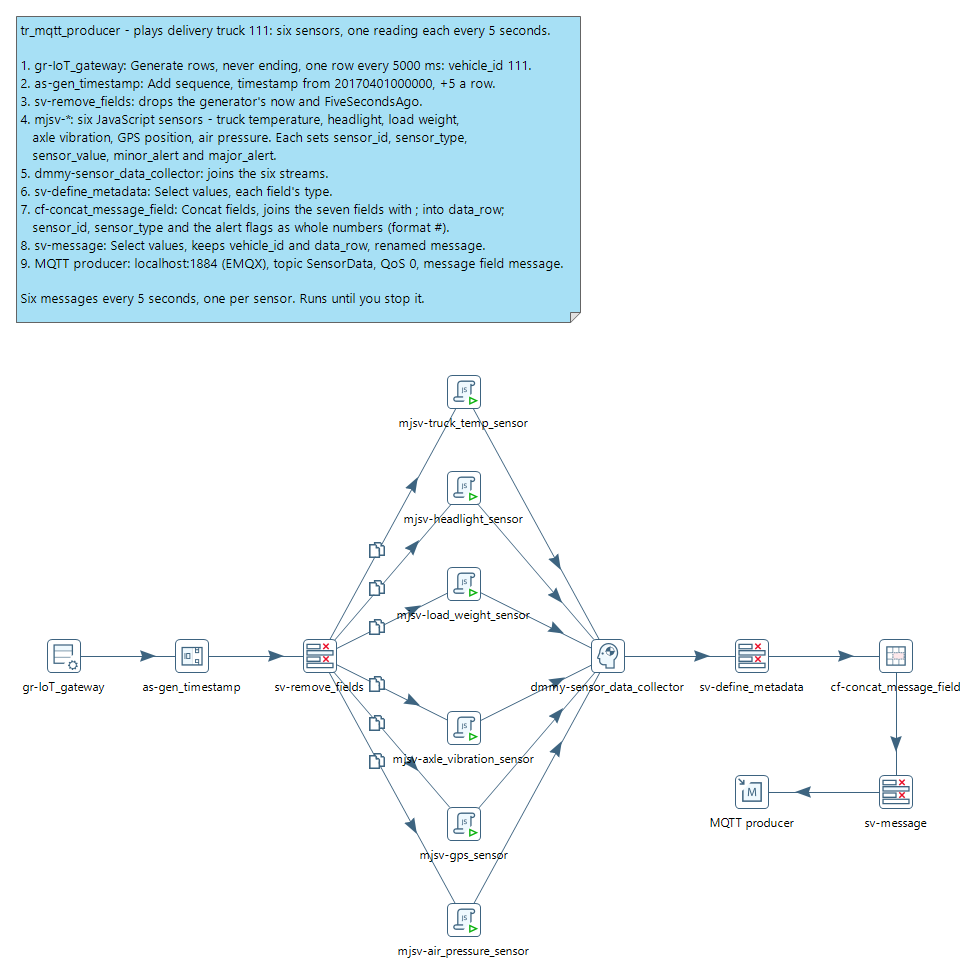 tr_mqtt_producer - plays delivery truck 111: six sensors, one reading each every 5 seconds.
1. gr-IoT_gateway: Generate rows, never ending, one row every 5000 ms: vehicle_id 111.
2. as-gen_timestamp: Add sequence, timestamp from 20170401000000, +5 a row.
3. sv-remove_fields: drops the generator's now and FiveSecondsAgo.
4. mjsv-*: six JavaScript sensors - truck temperature, headlight, load weight,
axle vibration, GPS position, air pressure. Each sets sensor_id, sensor_type,
sensor_value, minor_alert and major_alert.
5. dmmy-sensor_data_collector: joins the six streams.
6. sv-define_metadata: Select values, each field's type.
7. cf-concat_message_field: Concat fields, joins the seven fields with ; into data_row;
sensor_id, sensor_type and the alert flags as whole numbers (format #).
8. sv-message: Select values, keeps vehicle_id and data_row, renamed message.
9. MQTT producer: localhost:1884 (EMQX), topic SensorData, QoS 0, message field message.
Six messages every 5 seconds, one per sensor. Runs until you stop it.
mjsv-truck_temp_sensor
mjsv-headlight_sensor
mjsv-load_weight_sensor
gr-IoT_gateway
as-gen_timestamp
sv-remove_fields
dmmy-sensor_data_collector
sv-define_metadata
cf-concat_message_field
mjsv-axle_vibration_sensor
MQTT producer
sv-message
mjsv-gps_sensor
mjsv-air_pressure_sensor